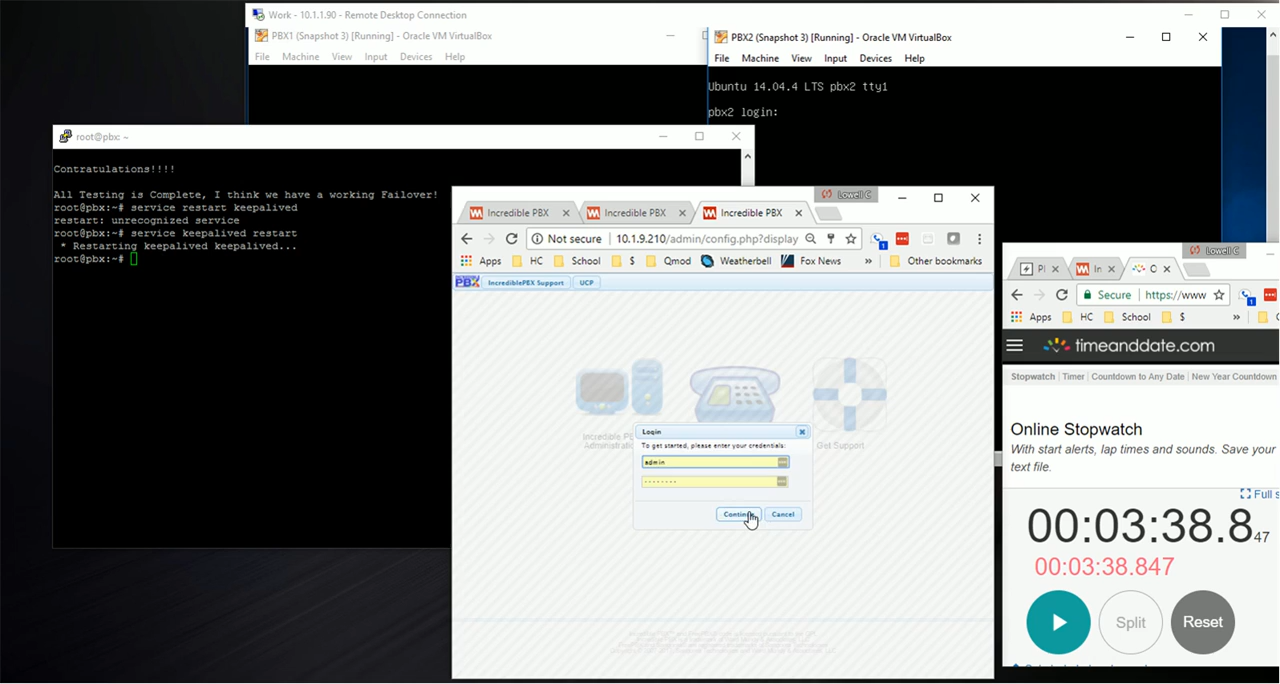 Work - 10.1.1.90 - Remote Desktop Connection
PBX1 (Snapshot 3) [Running] - Oracle VM VirtualBox
File Machine View Input Devices Help
PBX2 (Snapshot 3) [Running] - Oracle VM VirtualBox
File Machine View Input Devices Help
Ubuntu 14.04.4 LTS pbx2 tty1
pbx2 login:
root@pbx: ~
Contratulations!!!!
All Testing is Complete, I think we have a working Failover!
root@pbx:~# service restart keepalived
restart: unrecognized service
root@pbx:~# service keepalived restart
* Restarting keepalived keepalived...
root@pbx:~#
Lowell C
Incredible PBX Incredible PBX Incredible PBX
Not secure 10.1.9.210/admin/config.php?display
Apps HC School $ Qmod Weatherbell Fox News » Other bookmarks
PBX IncrediblePBX Support UCP
Incredible PB
Administratio
Get Support
Login
To get started, please enter your credentials:
admin
Continue Cancel
Lowell C
Pl In O
Secure https://www
Apps HC School $ »
timeanddate.com
Stopwatch Timer Countdown to Any Date New Year Countdown
Online Stopwatch
With start alerts, lap times and sounds. Save your
text file.
Full s
00:03:38.847
00:03:38.847
Split Reset